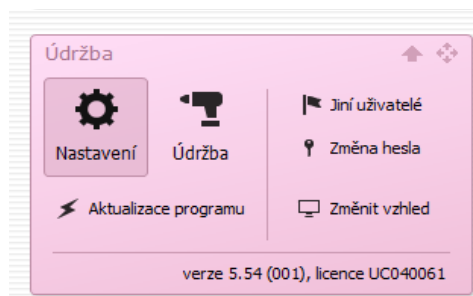 Údržba
Nastavení
Údržba
Aktualizace programu
Jiní uživatelé
Změna hesla
Změnit vzhled
verze 5.54 (001), licence UC040061